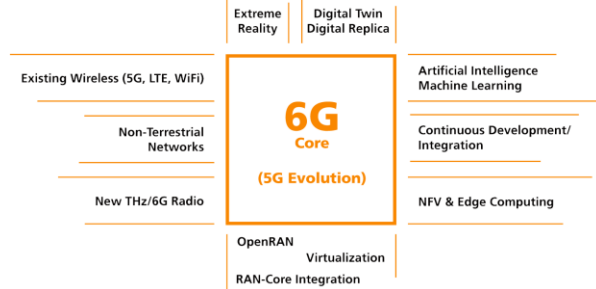 Extreme
Reality
Digital Twin
Digital Replica
Existing Wireless (5G, LTE, WiFi)
Non-Terrestrial
Networks
New THz/6G Radio
6G
Core
(5G Evolution)
Artificial Intelligence
Machine Learning
Continuous Development/
Integration
NFV & Edge Computing
OpenRAN
Virtualization
RAN-Core Integration